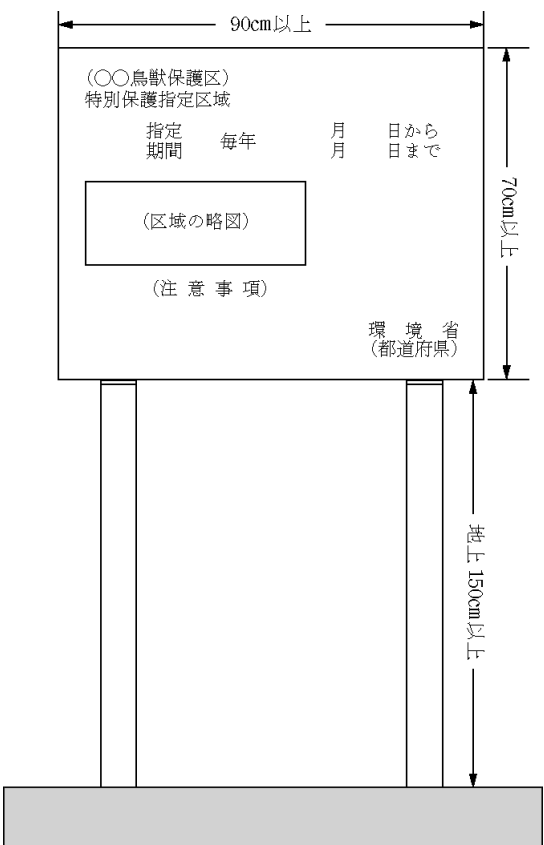 90cm以上
(○○鳥獣保護区)
特別保護指定区域
指定
期間
毎年
月 日から
月 日まで
(区域の略図)
(注意事項)
環境省
(都道府県)
70cm以上
地上150cm以上